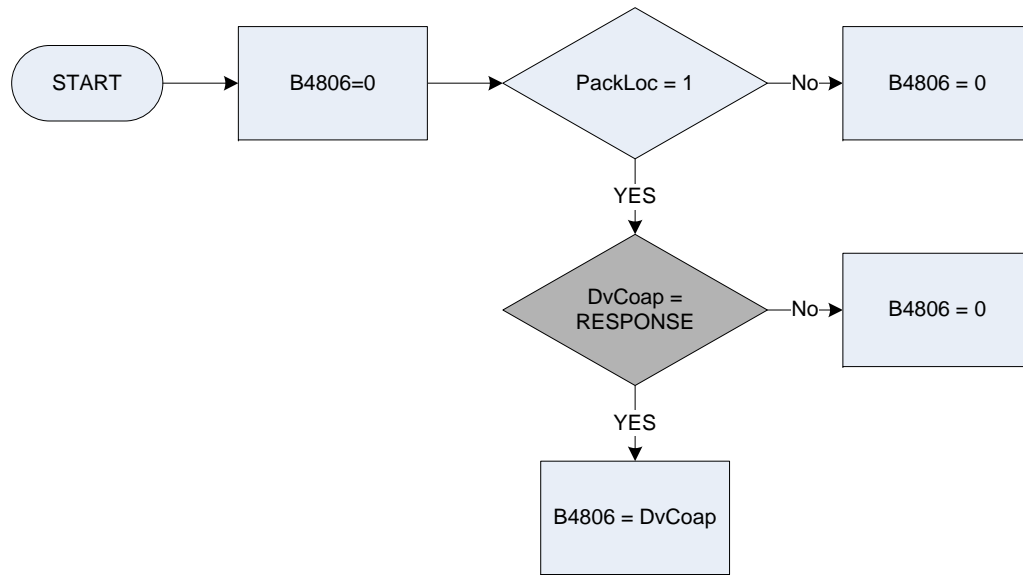 START
B4806=0
PackLoc = 1
No
B4806 = 0
YES
DvCoap =
RESPONSE
No
B4806 = 0
YES
B4806 = DvCoap